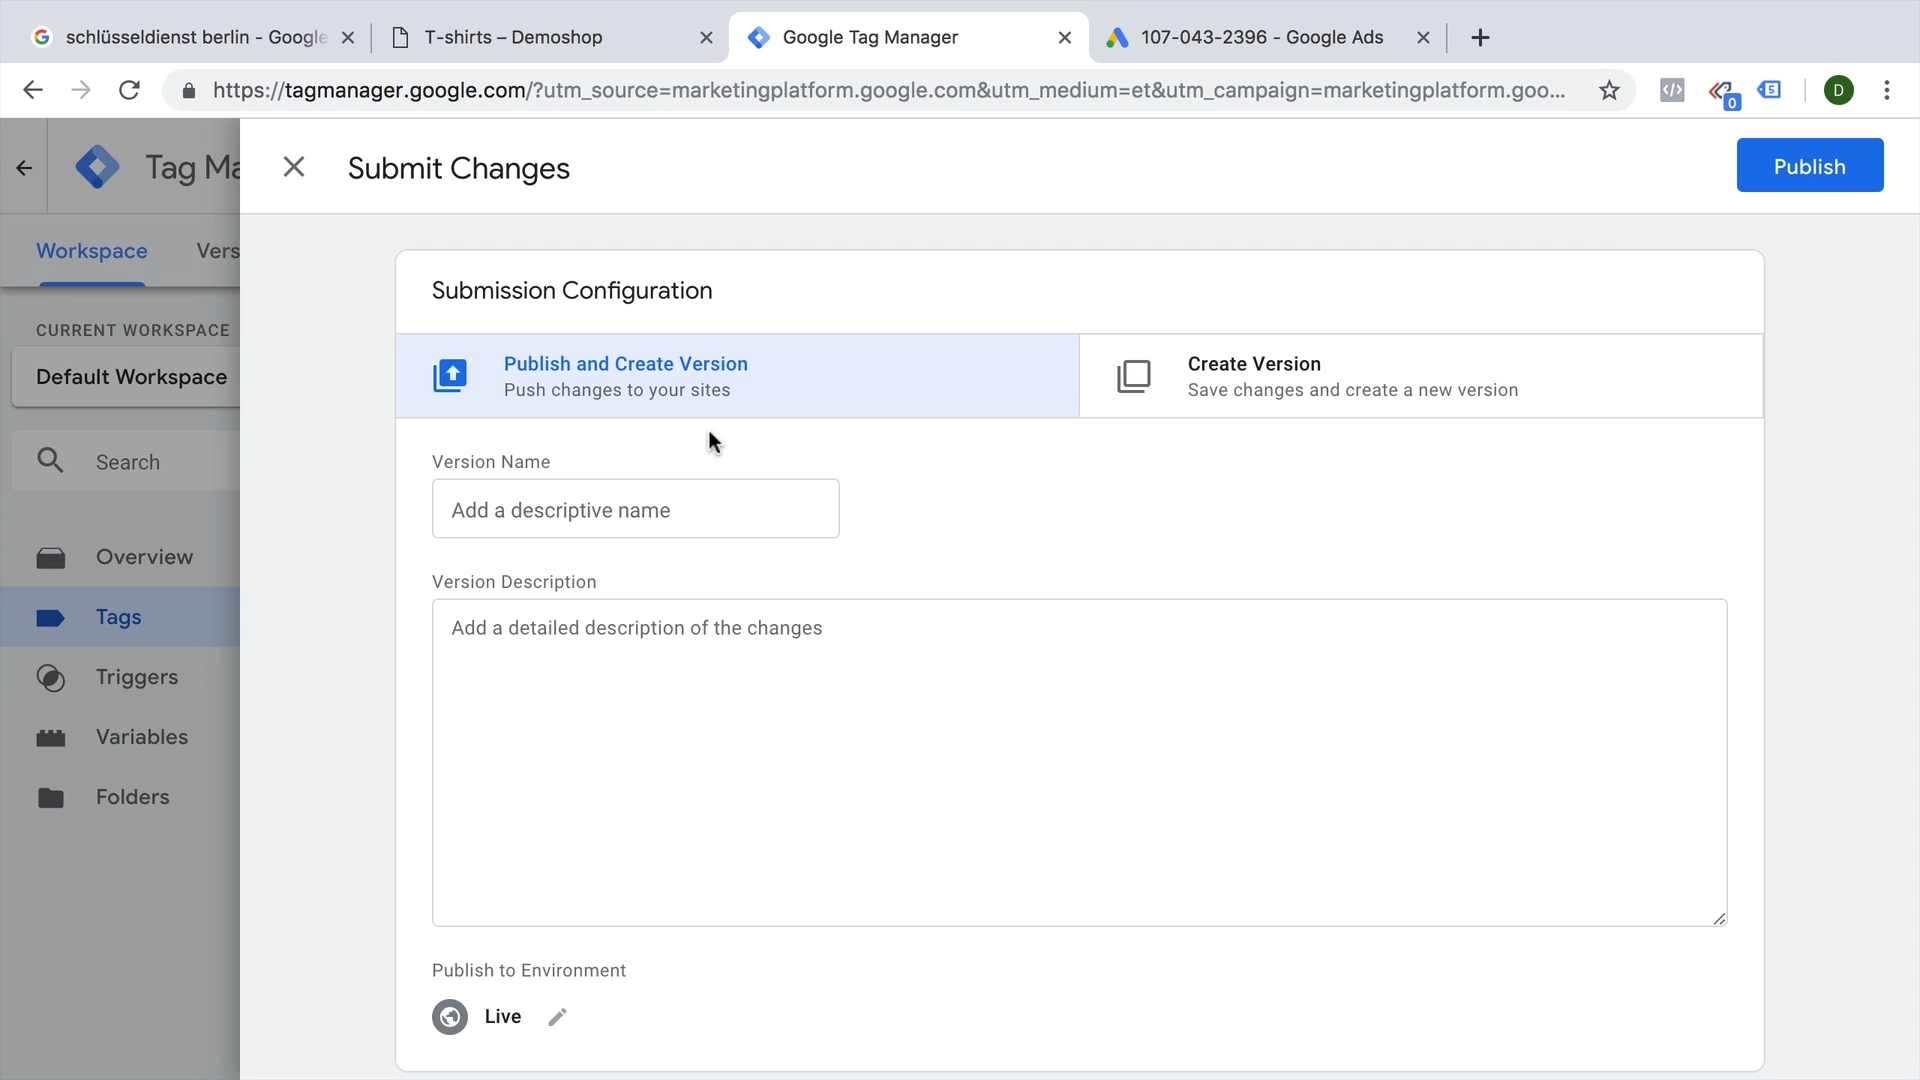 schlüsseldienst berlin - Google
T-shirts – Demoshop
Google Tag Manager
107-043-2396 - Google Ads
https://tagmanager.google.com/?utm_source=marketingplatform.google.com&utm_medium=et&utm_campaign=marketingplatform.goo...
0
5
D
Tag Ma
Submit Changes
Publish
Workspace
Vers
Submission Configuration
CURRENT WORKSPACE
Default Workspace
Publish and Create Version
Push changes to your sites
Create Version
Save changes and create a new version
Search
Version Name
Add a descriptive name
Overview
Tags
Triggers
Variables
Folders
Version Description
Add a detailed description of the changes
Publish to Environment
Live